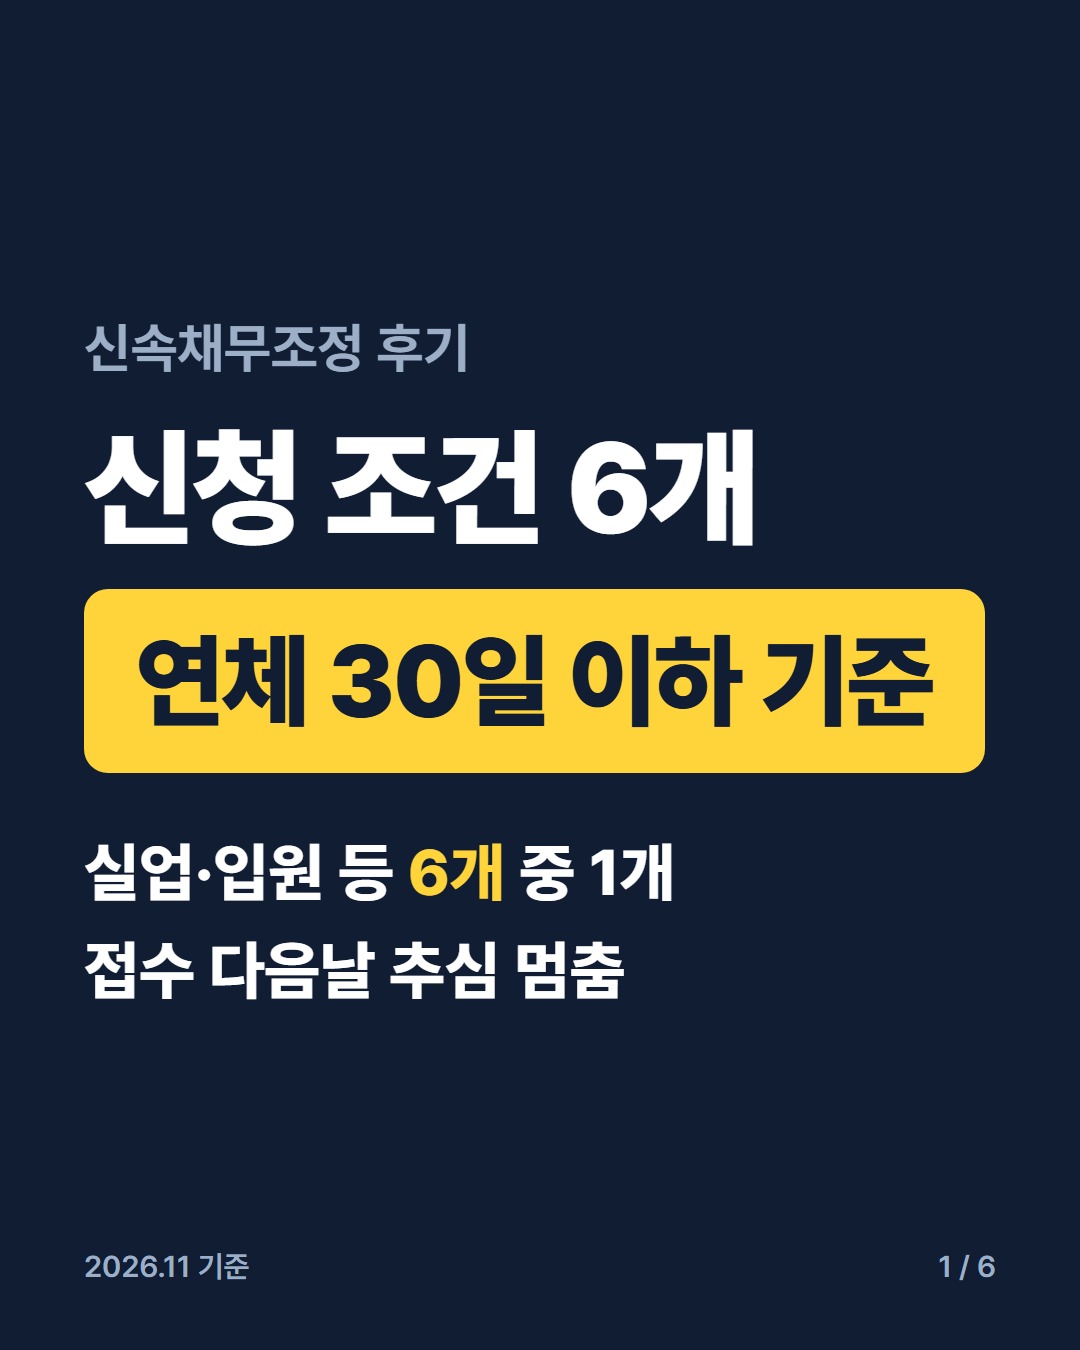 신속채무조정 후기
신청 조건 6개
연체 30일 이하 기준
실업·입원 등 6개 중 1개
접수 다음날 추심 멈춤
2026.11 기준
1 / 6